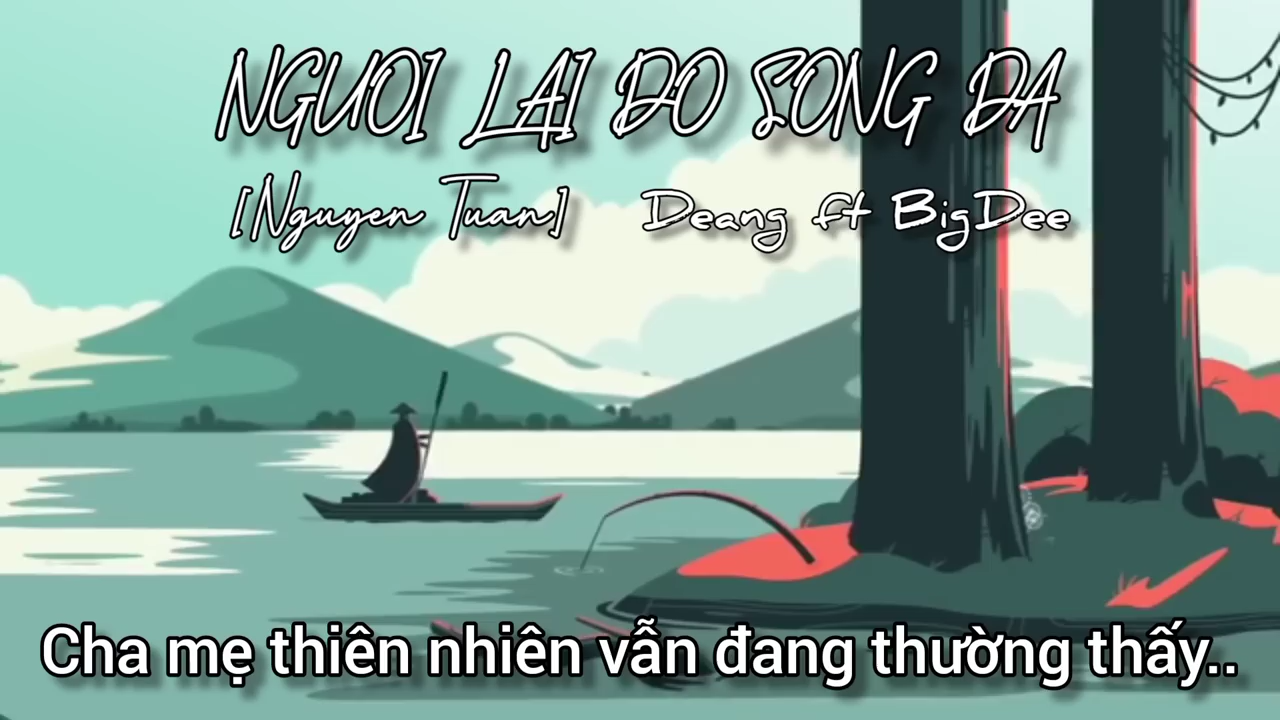 NGUOI LAI DO SONG DA
[Nguyen Tuan] Deang ft BigDee
Cha mẹ thiên nhiên vẫn đang thường thấy..